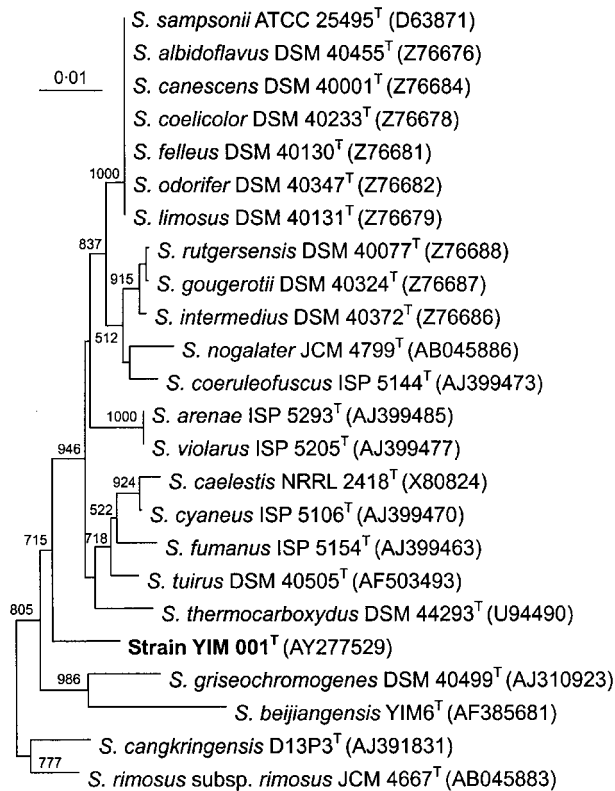 S. sampsonii ATCC 25495T (D63871)
0·01
S. albidoflavus DSM 40455T (Z76676)
S. canescens DSM 40001T (Z76684)
S. coelicolor DSM 40233T (Z76678)
S. felleus DSM 40130T (Z76681)
1000
S. odorifer DSM 40347T (Z76682)
S. limosus DSM 40131T (Z76679)
837
S. rutgersensis DSM 40077T (Z76688)
915
S. gougerotii DSM 40324T (Z76687)
S. intermedius DSM 40372T (Z76686)
512
S. nogalater JCM 4799T (AB045886)
S. coeruleofuscus ISP 5144T (AJ399473)
1000
S. arenae ISP 5293T (AJ399485)
S. violarus ISP 5205T (AJ399477)
946
924
S. caelestis NRRL 2418T (X80824)
522
S. cyaneus ISP 5106T (AJ399470)
715
718
S. fumanus ISP 5154T (AJ399463)
S. tuirus DSM 40505T (AF503493)
805
S. thermocarboxydus DSM 44293T (U94490)
Strain YIM 001T (AY277529)
986
S. griseochromogenes DSM 40499T (AJ310923)
S. beijiangensis YIM6T (AF385681)
S. cangkringensis D13P3T (AJ391831)
777
S. rimosus subsp. rimosus JCM 4667T (AB045883)